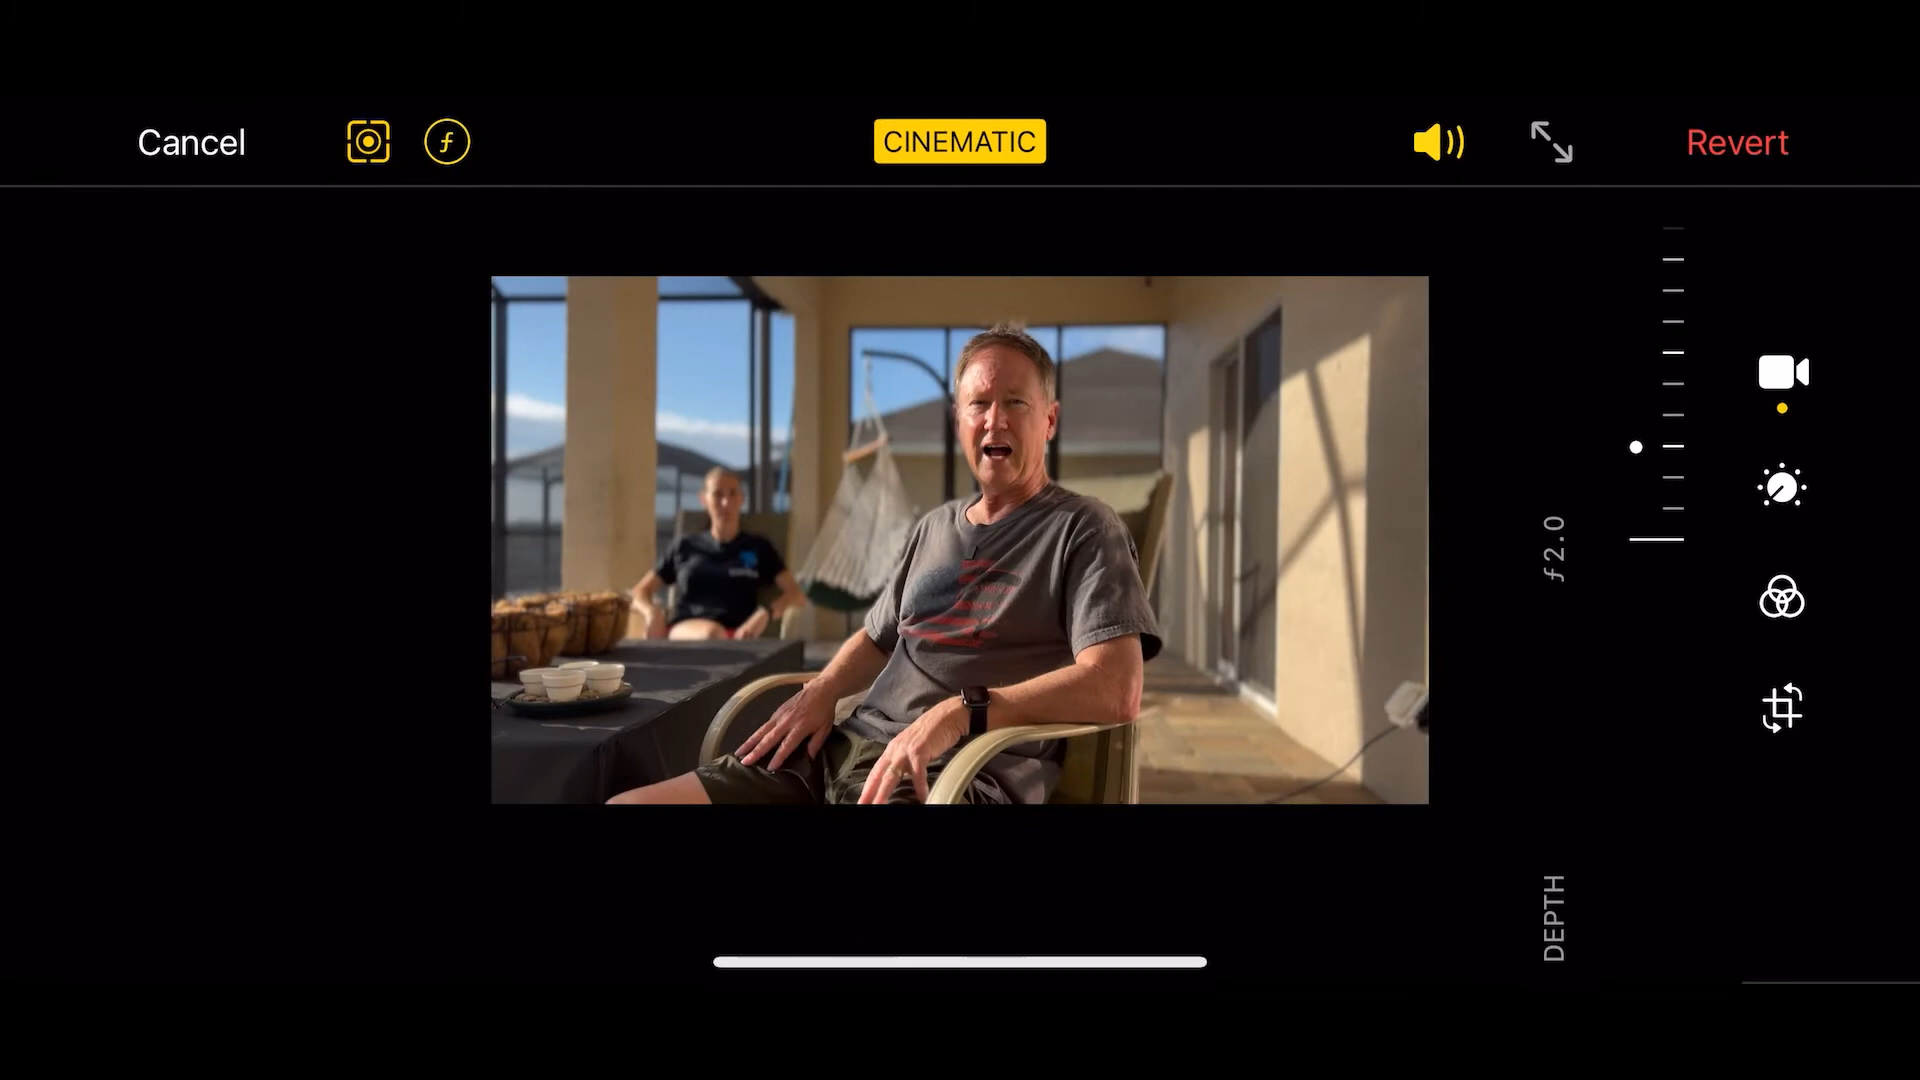 Cancel
ƒ
CINEMATIC
Revert
ƒ2.0
DEPTH